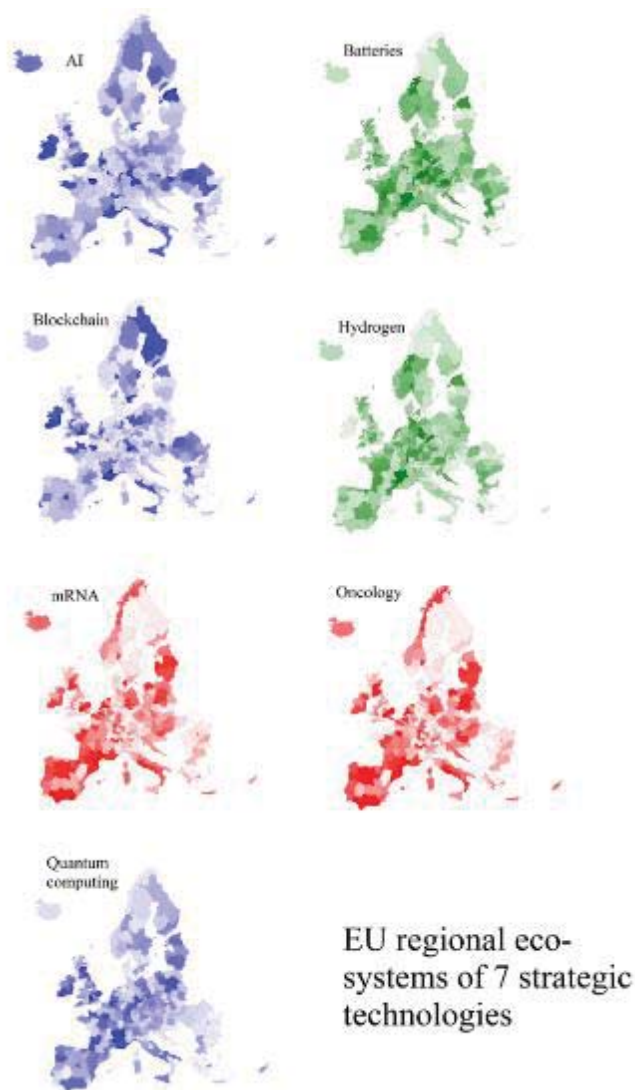 AI
Batteries
Blockchain
Hydrogen
mRNA
Oncology
Quantum
computing
EU regional eco-
systems of 7 strategic
technologies